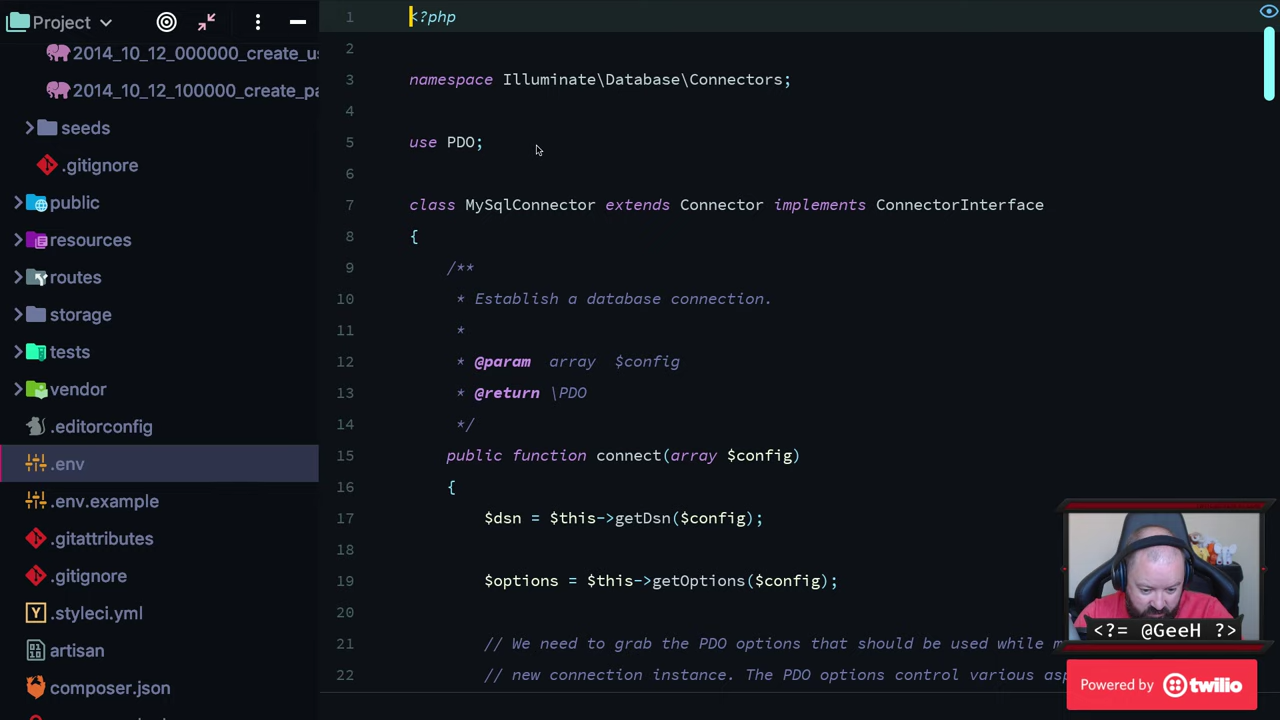 Project
2014_10_12_000000_create_us
2014_10_12_100000_create_pa
seeds
.gitignore
public
resources
routes
storage
tests
vendor
.editorconfig
.env
.env.example
.gitattributes
.gitignore
.styleci.yml
artisan
composer.json
1 <?php
2
3 namespace Illuminate\Database\Connectors;
4
5 use PDO;
6
7 class MySqlConnector extends Connector implements ConnectorInterface
8 {
9 /**
10 * Establish a database connection.
11 *
12 * @param array $config
13 * @return \PDO
14 */
15 public function connect(array $config)
16 {
17 $dsn = $this->getDsn($config);
18
19 $options = $this->getOptions($config);
20
21 // We need to grab the PDO options that should be used while m
22 // new connection instance. The PDO options control various asp
<?= @GeeH ?>
Powered by twilio